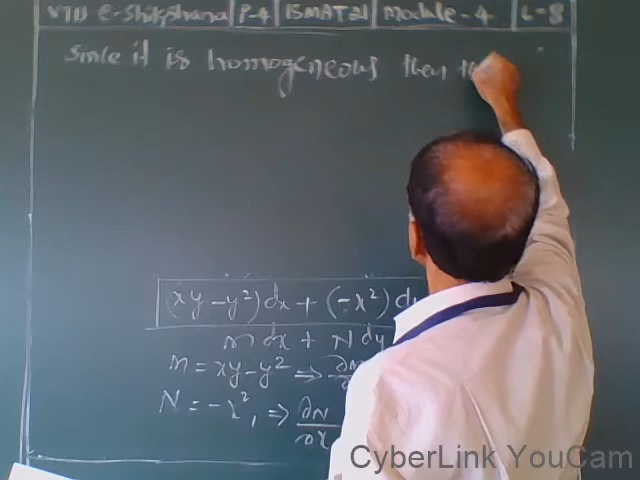 VTU E-Shikshana P-4 15MAT21 Module-4 L=8
Since it is homogeneous then
(xy - y²)dx + (-x²)dy
M dx + N dy
M = xy - y² ⇒
N = -x², ⇒ ∂N/∂x
CyberLink YouCam